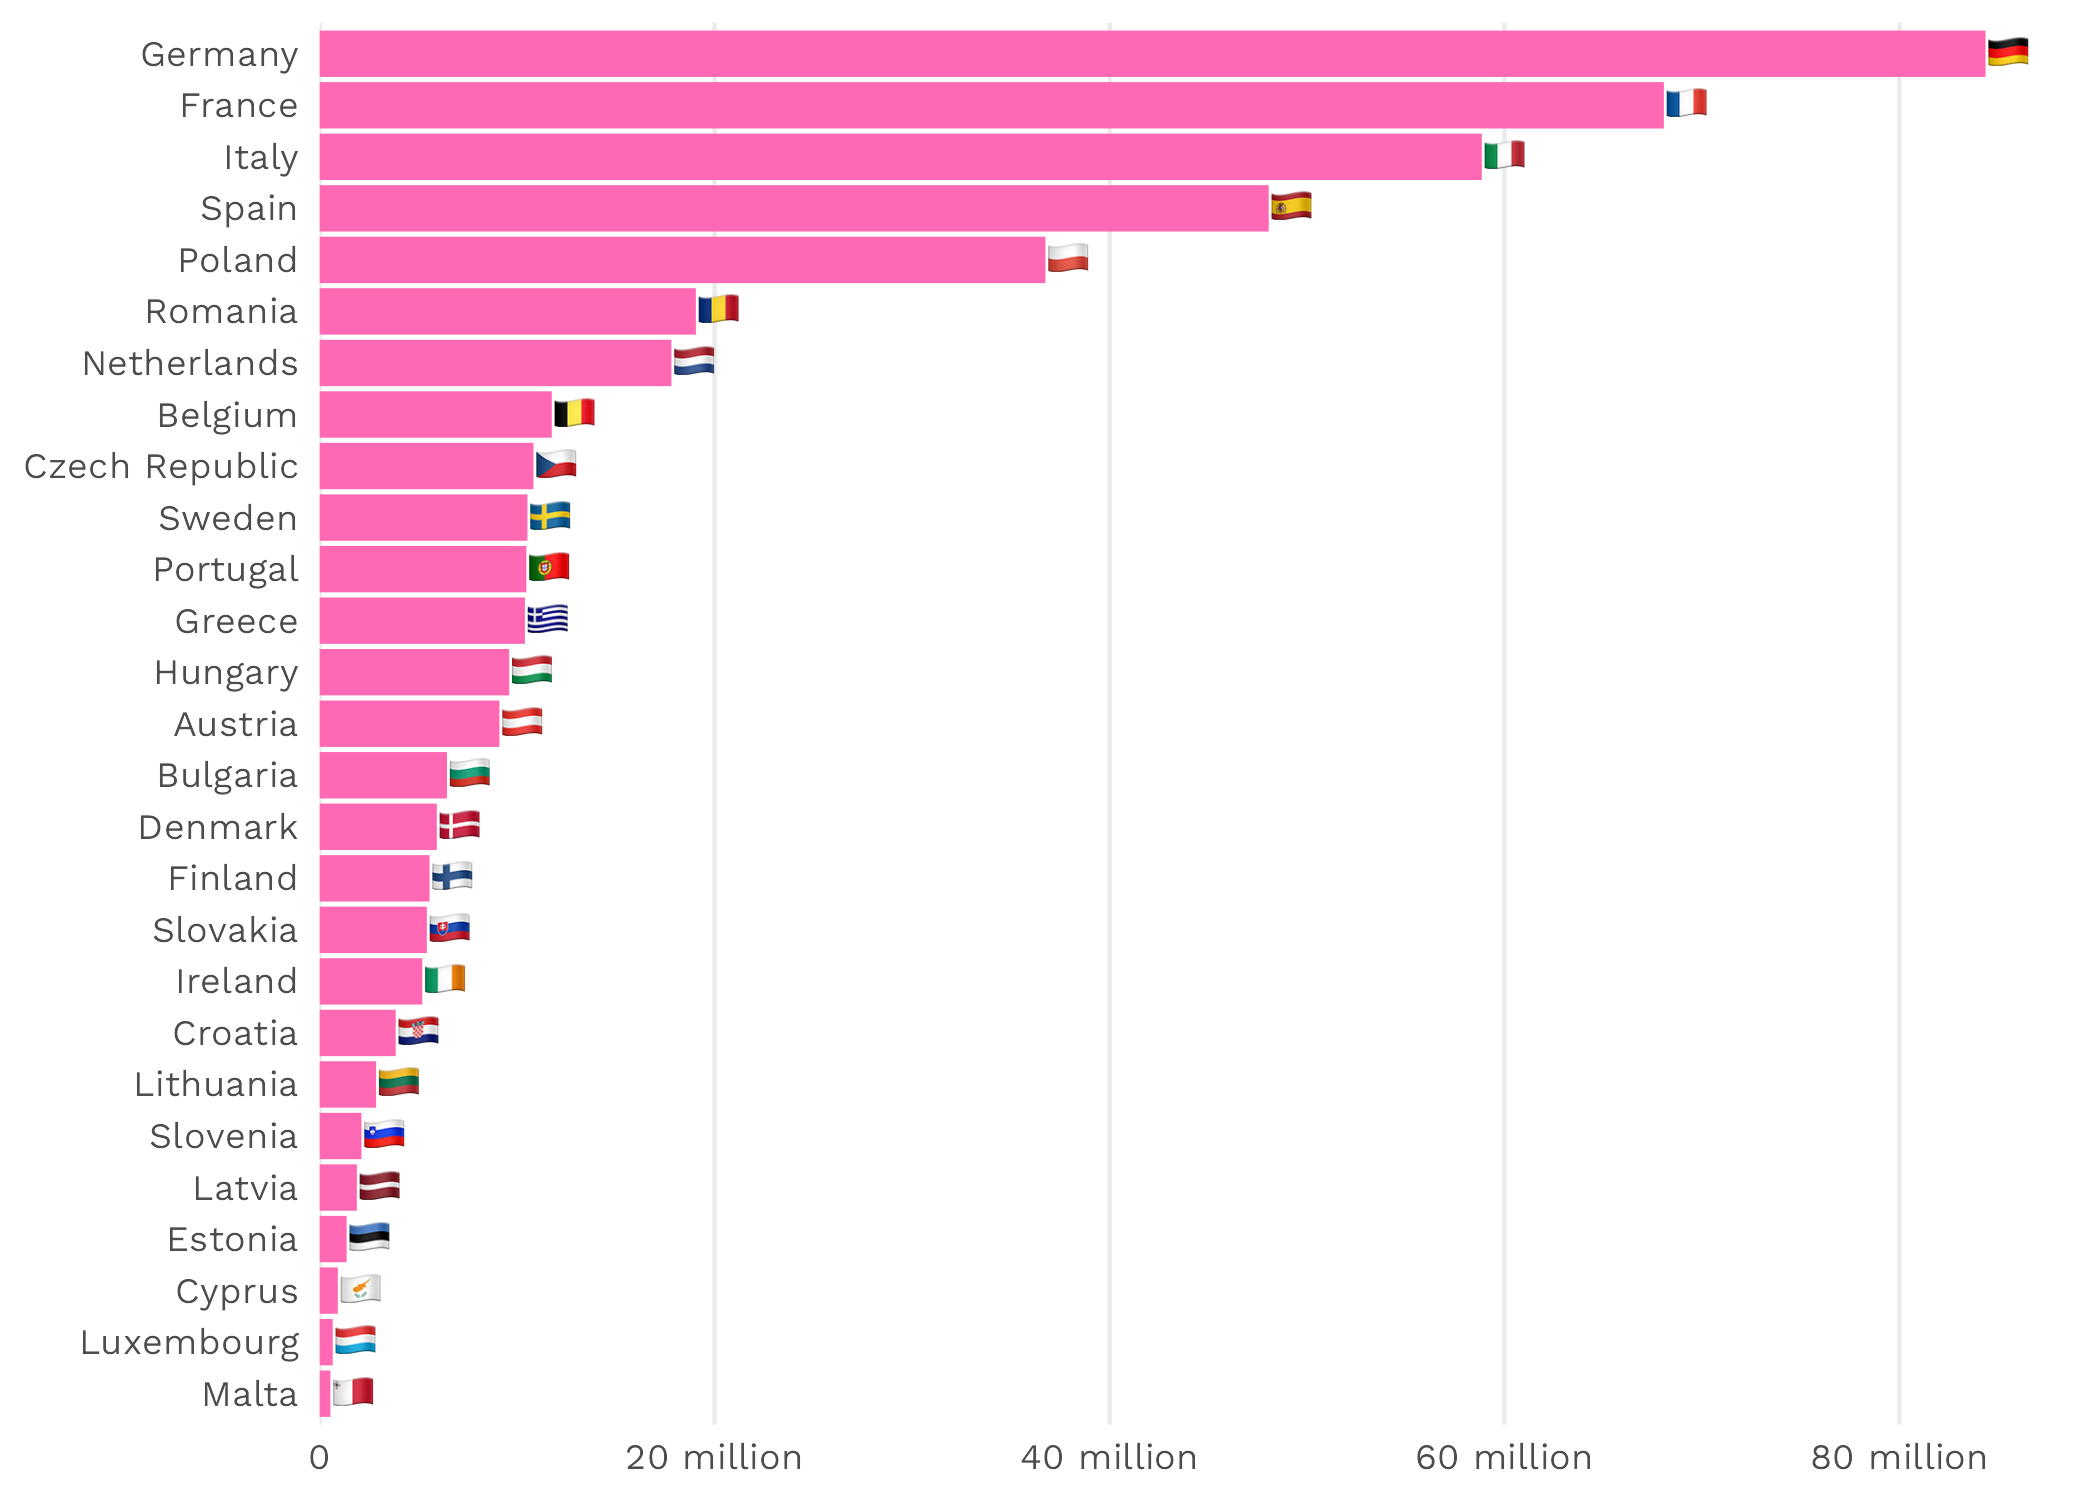 Germany
France
Italy
Spain
Poland
Romania
Netherlands
Belgium
Czech Republic
Sweden
Portugal
Greece
Hungary
Austria
Bulgaria
Denmark
Finland
Slovakia
Ireland
Croatia
Lithuania
Slovenia
Latvia
Estonia
Cyprus
Luxembourg
Malta
0 20 million 40 million 60 million 80 million